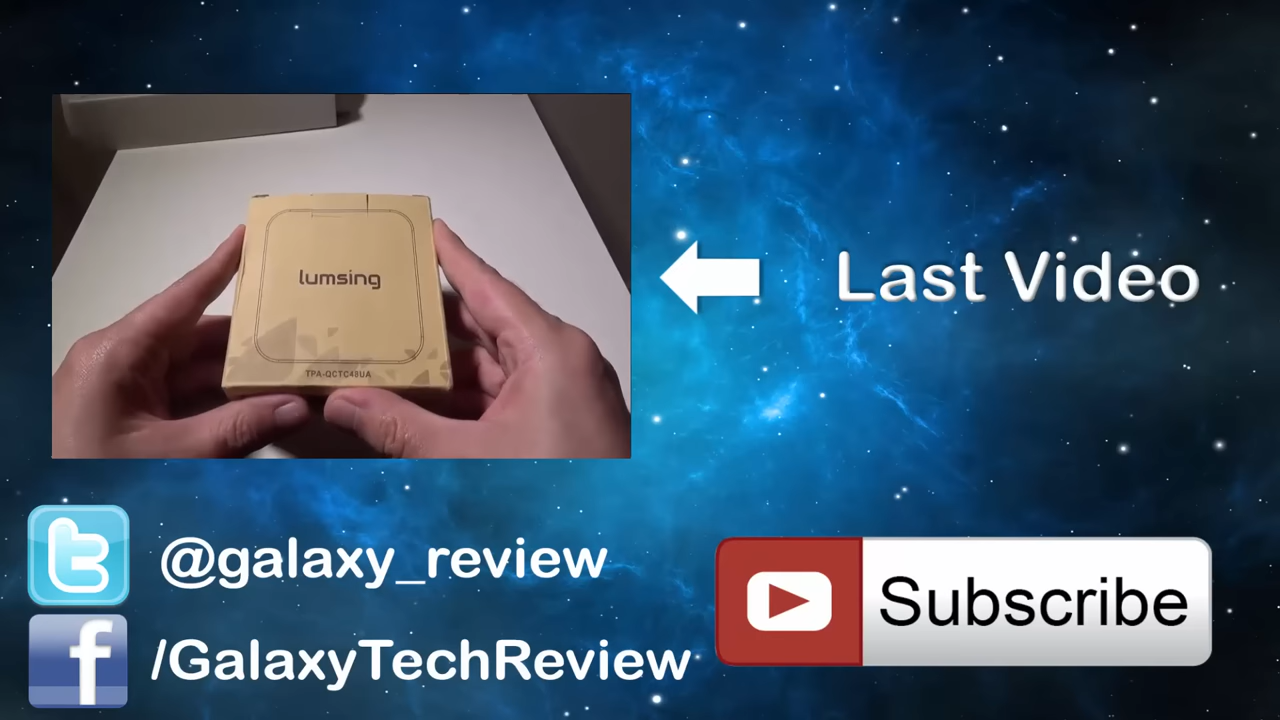 lumsing
TPA-QCTC48UA
Last Video
@galaxy_review
/GalaxyTechReview
Subscribe